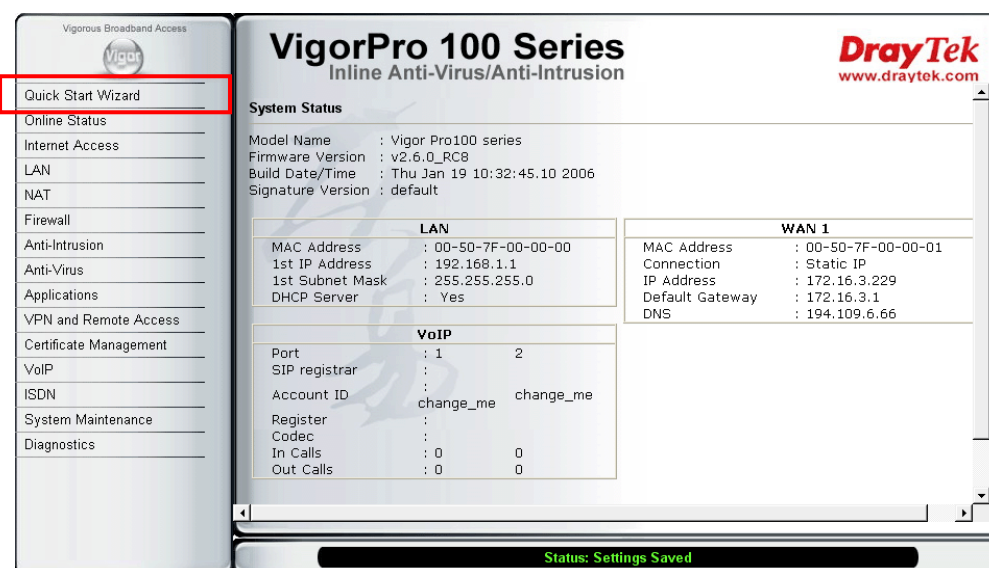 Vigorous Broadband Access
Vigor
Quick Start Wizard
Online Status
Internet Access
LAN
NAT
Firewall
Anti-Intrusion
Anti-Virus
Applications
VPN and Remote Access
Certificate Management
VoIP
ISDN
System Maintenance
Diagnostics
VigorPro 100 Series
Inline Anti-Virus/Anti-Intrusion
DrayTek
www.draytek.com
System Status
Model Name : Vigor Pro100 series
Firmware Version : v2.6.0_RC8
Build Date/Time : Thu Jan 19 10:32:45.10 2006
Signature Version : default
LAN
MAC Address : 00-50-7F-00-00-00
1st IP Address : 192.168.1.1
1st Subnet Mask : 255.255.255.0
DHCP Server : Yes
WAN 1
MAC Address : 00-50-7F-00-00-01
Connection : Static IP
IP Address : 172.16.3.229
Default Gateway : 172.16.3.1
DNS : 194.109.6.66
VoIP
Port : 1 2
SIP registrar :
Account ID : change_me change_me
Register :
Codec :
In Calls : 0 0
Out Calls : 0 0
Status: Settings Saved